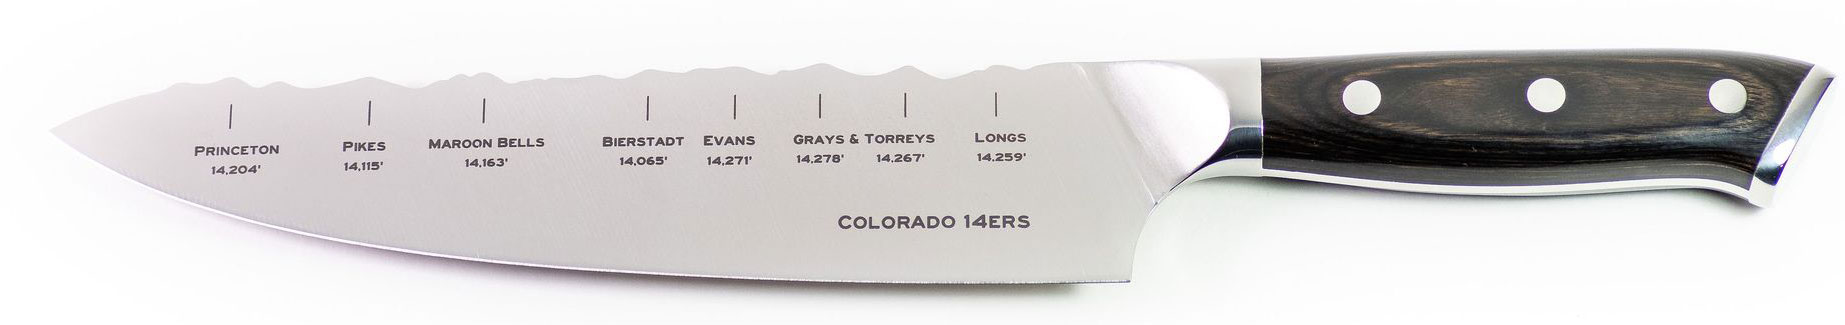 PRINCETON
14,204'
PIKES
14,115'
MAROON BELLS
14,163'
BIERSTADT
14,065'
EVANS
14,271'
GRAYS & TORREYS
14,278' 14,267'
LONGS
14,259'
COLORADO 14ERS